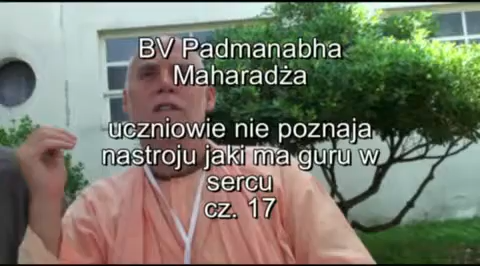 BV Padmanabha
Maharadża
uczniowie nie poznaja
nastroju jaki ma guru w
sercu
cz. 17